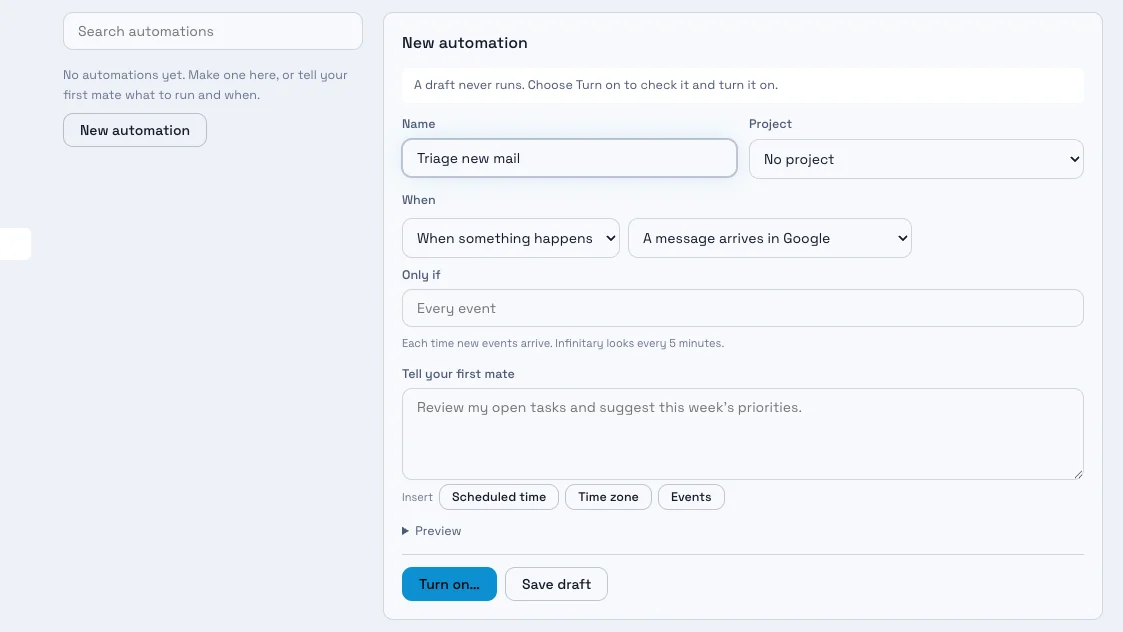 Search automations
No automations yet. Make one here, or tell your
first mate what to run and when.
New automation
New automation
A draft never runs. Choose Turn on to check it and turn it on.
Name
Project
Triage new mail
No project
When
When something happens
A message arrives in Google
Only if
Every event
Each time new events arrive. Infinitary looks every 5 minutes.
Tell your first mate
Review my open tasks and suggest this week's priorities.
Insert
Scheduled time
Time zone
Events
Preview
Turn on...
Save draft